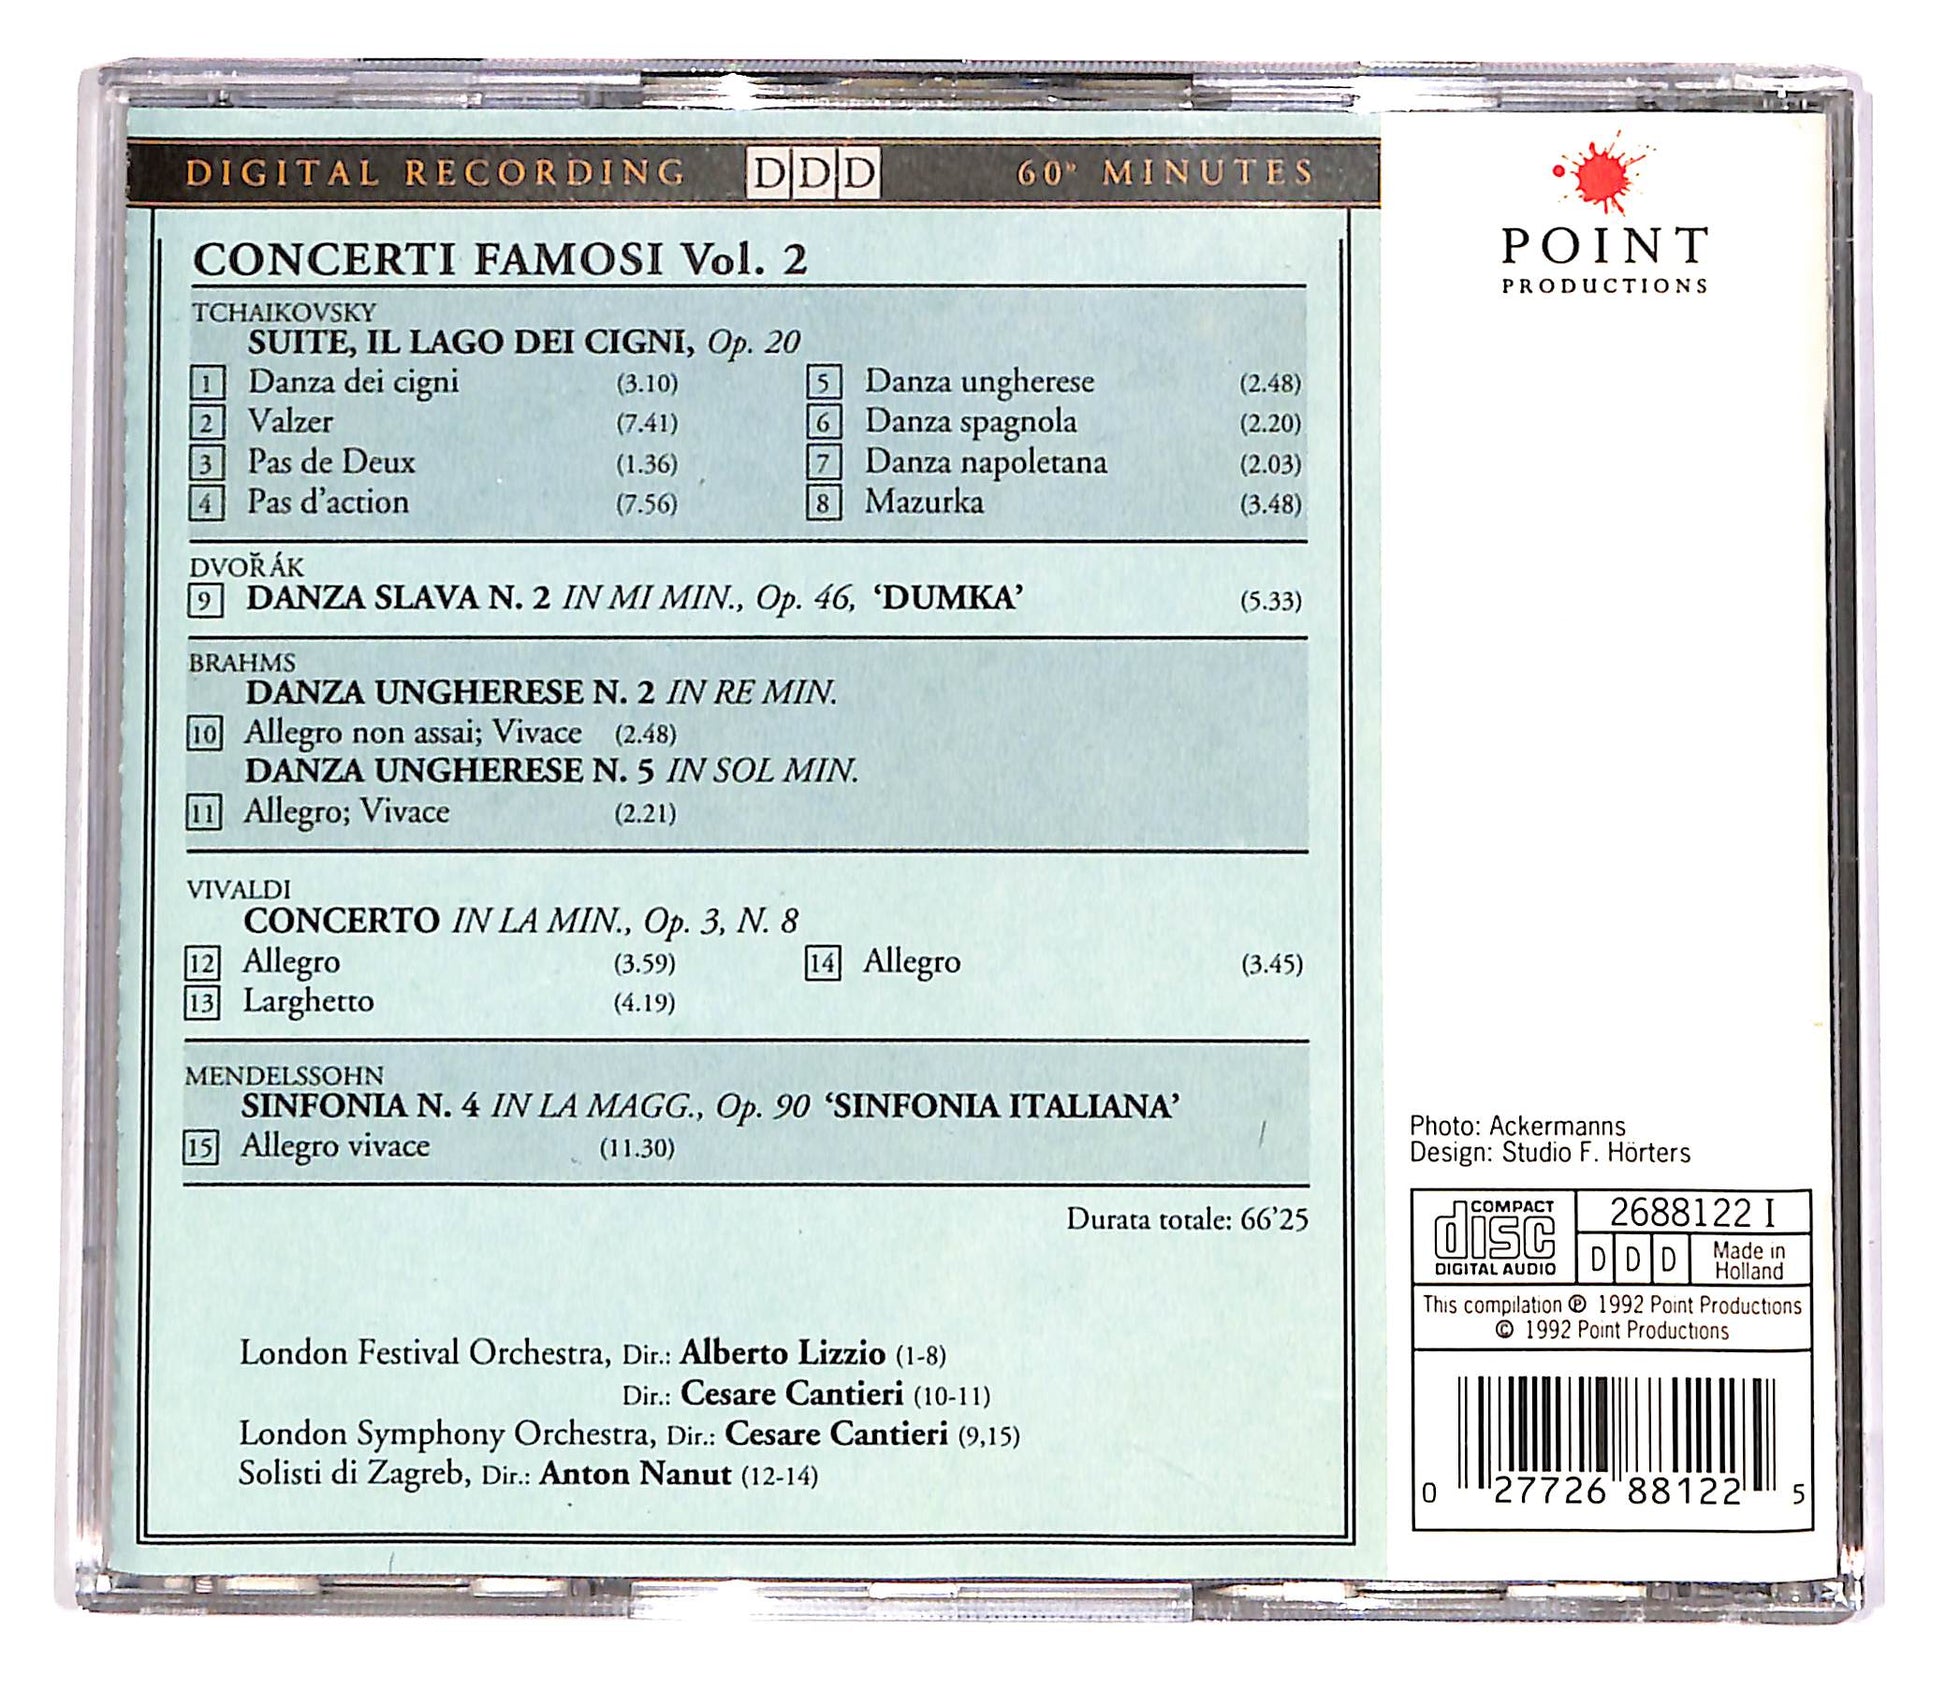 DIGITAL RECORDING DDD 60" MINUTES
CONCERTI FAMOSI Vol. 2
TCHAIKOVSKY
SUITE, IL LAGO DEI CIGNI, Op. 20
1 Danza dei cigni (3.10)
2 Valzer (7.41)
3 Pas de Deux (1.36)
4 Pas d'action (7.56)
5 Danza ungherese (2.48)
6 Danza spagnola (2.20)
7 Danza napoletana (2.03)
8 Mazurka (3.48)
DVOŘÁK
9 DANZA SLAVA N. 2 IN MI MIN., Op. 46, ‘DUMKA’ (5.33)
BRAHMS
DANZA UNGHERESE N. 2 IN RE MIN.
10 Allegro non assai; Vivace (2.48)
DANZA UNGHERESE N. 5 IN SOL MIN.
11 Allegro; Vivace (2.21)
VIVALDI
CONCERTO IN LA MIN., Op. 3, N. 8
12 Allegro (3.59)
13 Larghetto (4.19)
14 Allegro (3.45)
MENDELSSOHN
SINFONIA N. 4 IN LA MAGG., Op. 90 ‘SINFONIA ITALIANA’
15 Allegro vivace (11.30)
Durata totale: 66'25
London Festival Orchestra, Dir.: Alberto Lizzio (1-8)
Dir.: Cesare Cantieri (10-11)
London Symphony Orchestra, Dir.: Cesare Cantieri (9,15)
Solisti di Zagreb, Dir.: Anton Nanut (12-14)
POINT
PRODUCTIONS
Photo: Ackermanns
Design: Studio F. Hörters
COMPACT
disc
DIGITAL AUDIO
2688122 I
DDD
Made in
Holland
This compilation ℗ 1992 Point Productions
© 1992 Point Productions
0 27726 88122 5